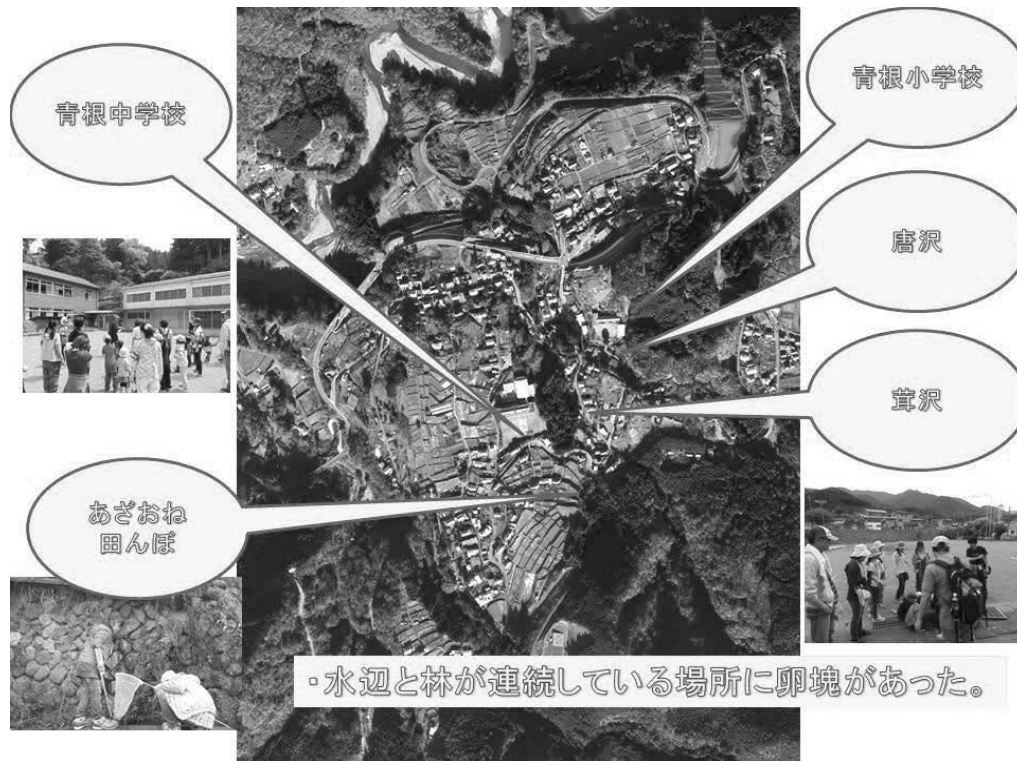 青根中学校
青根小学校
唐沢
茸沢
あざおね
田んぼ
・水辺と林が連続している場所に卵塊があった。